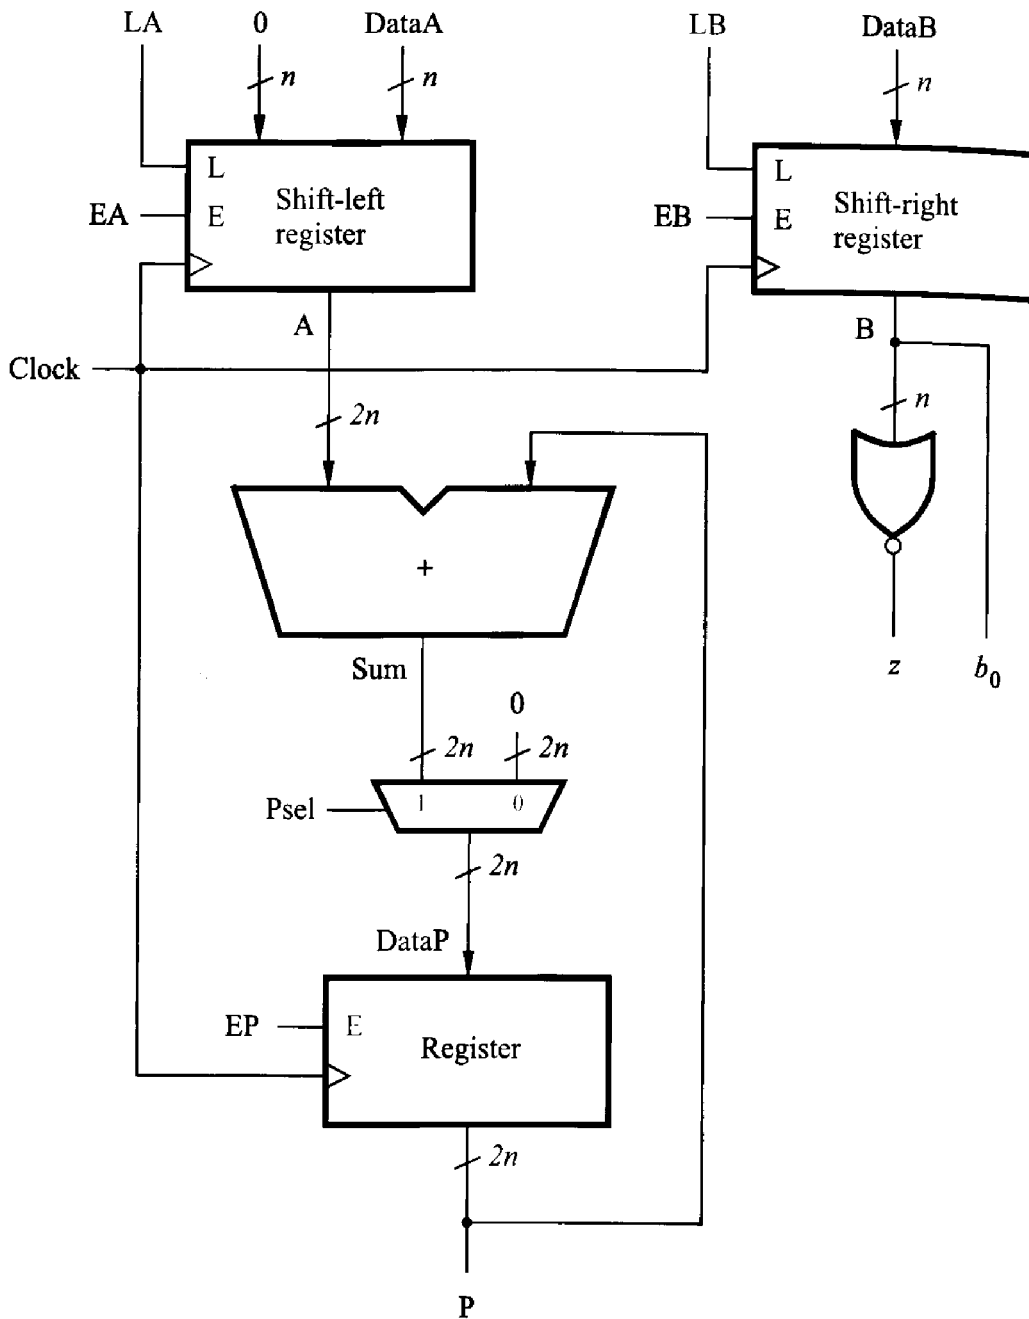 LA 0 DataA LB DataB
n n n
L
E
Shift-left
register
EA
L
E
Shift-right
register
EB
A
B
Clock
2n
n
+
Sum
z
b0
0
2n 2n
Psel
1 0
2n
DataP
EP
E
Register
2n
P